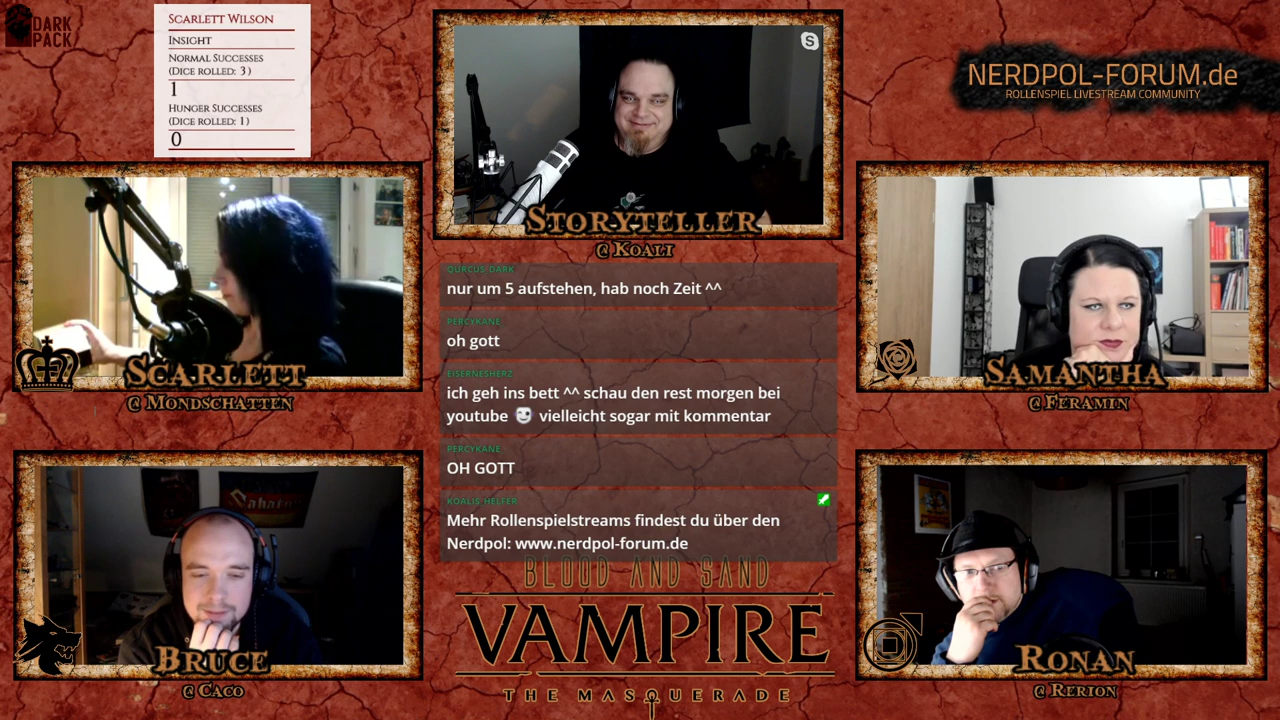 DARK
PACK
Scarlett Wilson
Insight
Normal Successes
(Dice rolled: 3)
1
Hunger Successes
(Dice rolled: 1)
0
NERDPOL-FORUM.de
ROLLENSPIEL LIVESTREAM COMMUNITY
Storyteller
@ Koali
Scarlett
@ Mondschatten
Samantha
@ Feramin
QURCUS_DARK
nur um 5 aufstehen, hab noch Zeit ^^
PERCYKANE
oh gott
EISERNESHERZ
ich geh ins bett ^^ schau den rest morgen bei
youtube vielleicht sogar mit kommentar
PERCYKANE
OH GOTT
KOALIS_HELFER
Mehr Rollenspielstreams findest du über den
Nerdpol: www.nerdpol-forum.de
Sabaton
Bruce
@ Caco
Ronan
@ Rerion
BLOOD AND SAND
VAMPIRE
THE MASQUERADE